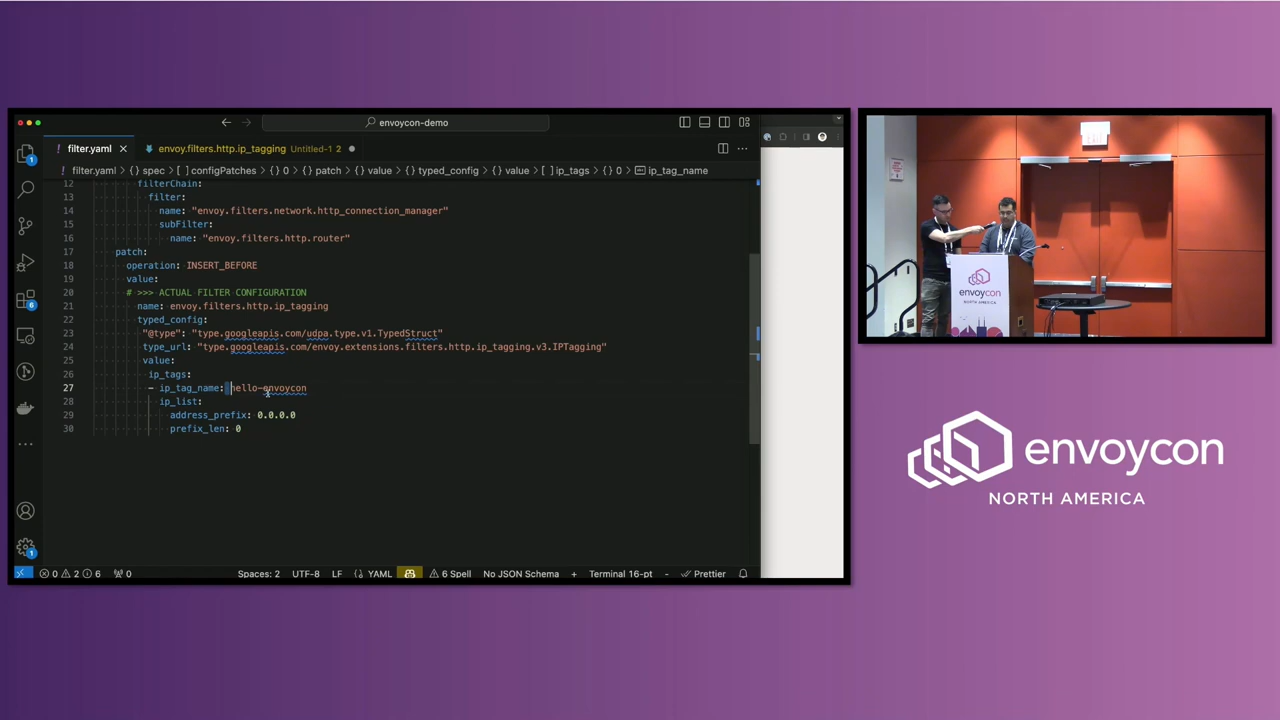 envoycon-demo
filter.yaml
envoy.filters.http.ip_tagging Untitled-1 2
filter.yaml > {} spec > [ ] configPatches > {} 0 > {} patch > {} value > {} typed_config > {} value > [ ] ip_tags > {} 0 > ip_tag_name
12 filterChain:
13 filter:
14 name: "envoy.filters.network.http_connection_manager"
15 subFilter:
16 name: "envoy.filters.http.router"
17 patch:
18 operation: INSERT_BEFORE
19 value:
20 # >>> ACTUAL FILTER CONFIGURATION
21 name: envoy.filters.http.ip_tagging
22 typed_config:
23 "@type": "type.googleapis.com/udpa.type.v1.TypedStruct"
24 type_url: "type.googleapis.com/envoy.extensions.filters.http.ip_tagging.v3.IPTagging"
25 value:
26 ip_tags:
27 - ip_tag_name: hello-envoycon
28 ip_list:
29 address_prefix: 0.0.0.0
30 prefix_len: 0
1
6
1
0 2 6 0 Spaces: 2 UTF-8 LF {} YAML 6 Spell No JSON Schema + Terminal 16-pt - Prettier
envoycon
NORTH AMERICA
envoycon
NORTH AMERICA